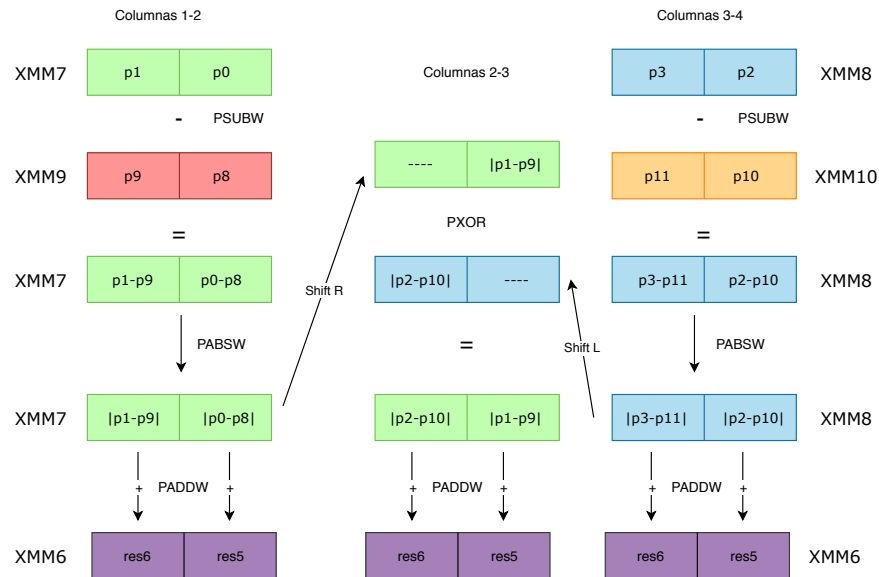 Columnas 1-2
Columnas 3-4
XMM7 p1 p0
Columnas 2-3
p3 p2 XMM8
- PSUBW
- PSUBW
XMM9 p9 p8
---- |p1-p9|
p11 p10 XMM10
PXOR
=
=
XMM7 p1-p9 p0-p8
|p2-p10| ----
p3-p11 p2-p10 XMM8
Shift R
Shift L
PABSW
=
PABSW
XMM7 |p1-p9| |p0-p8|
|p2-p10| |p1-p9|
|p3-p11| |p2-p10| XMM8
+ PADDW +
+ PADDW +
+ PADDW +
XMM6 res6 res5
res6 res5
res6 res5 XMM6